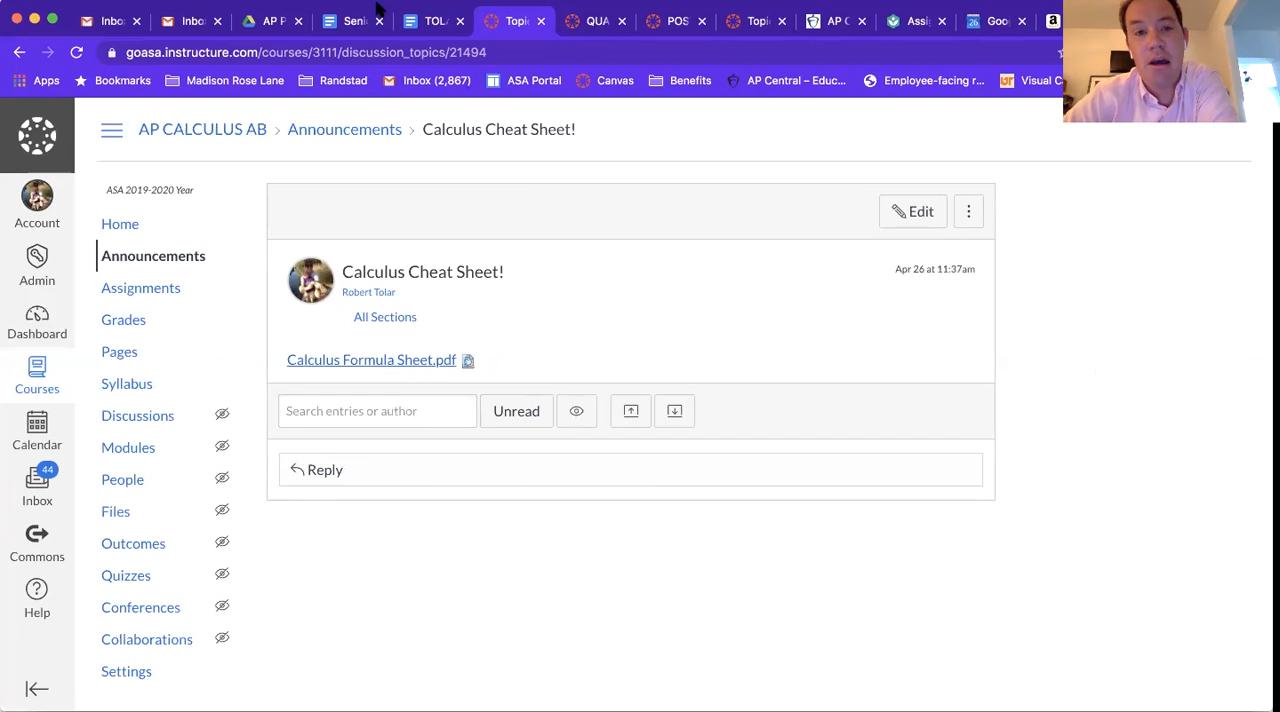 Inbo
Inbo
AP P
Seni
TOL
Topi
QUA
POS
Topi
AP C
Assi
Goo
goasa.instructure.com/courses/3111/discussion_topics/21494
Apps
Bookmarks
Madison Rose Lane
Randstad
Inbox (2,867)
ASA Portal
Canvas
Benefits
AP Central – Educ...
Employee-facing r...
Visual C
AP CALCULUS AB › Announcements › Calculus Cheat Sheet!
Account
Admin
Dashboard
Courses
Calendar
44
Inbox
Commons
Help
ASA 2019-2020 Year
Home
Announcements
Assignments
Grades
Pages
Syllabus
Discussions
Modules
People
Files
Outcomes
Quizzes
Conferences
Collaborations
Settings
Edit
Calculus Cheat Sheet!
Apr 26 at 11:37am
Robert Tolar
All Sections
Calculus Formula Sheet.pdf
Search entries or author
Unread
Reply